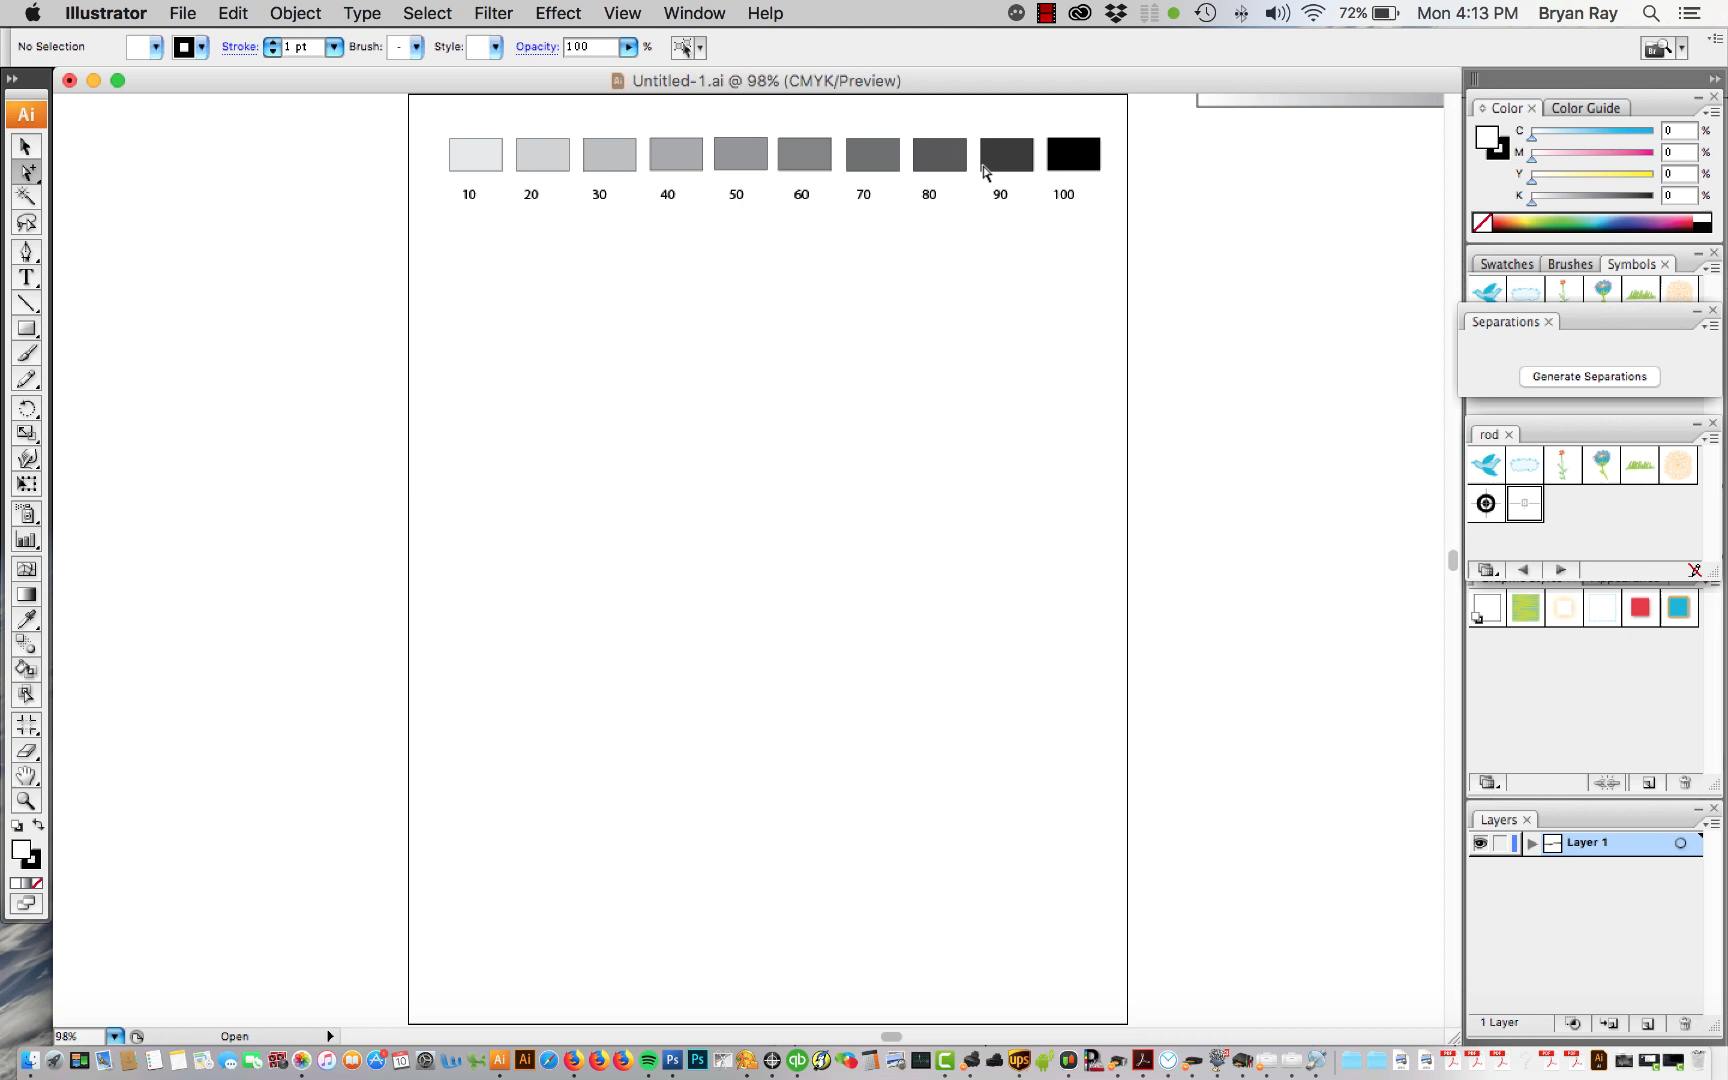 Illustrator File Edit Object Type Select Filter Effect View Window Help 72% Mon 4:13 PM Bryan Ray
No Selection Stroke: 1 pt Brush: - Style: Opacity: 100 %
Untitled-1.ai @ 98% (CMYK/Preview)
Ai
Color Color Guide
C 0 %
M 0 %
Y 0 %
K 0 %
10 20 30 40 50 60 70 80 90 100
Swatches Brushes Symbols
Separations
Generate Separations
rod
Layers
Layer 1
1 Layer
98% Open